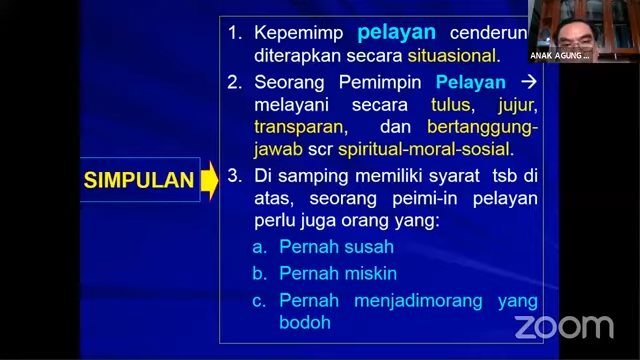 1. Kepemimp pelayan cenderun
diterapkan secara situasional.
2. Seorang Pemimpin Pelayan →
melayani secara tulus, jujur,
transparan, dan bertanggung-
jawab scr spiritual-moral-sosial.
SIMPULAN
3. Di samping memiliki syarat tsb di
atas, seorang peimi-in pelayan
perlu juga orang yang:
a. Pernah susah
b. Pernah miskin
c. Pernah menjadimorang yang
bodoh
ANAK AGUNG ...
zoom